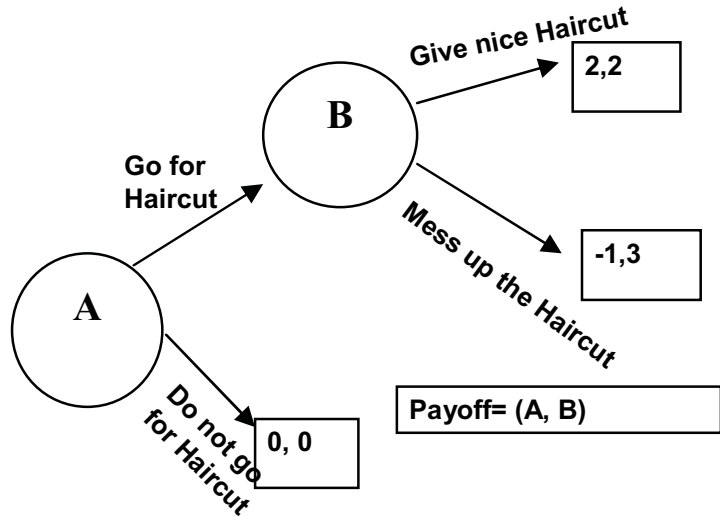 Give nice Haircut
2,2
B
Go for
Haircut
Mess up the Haircut
-1,3
A
Do not go
for Haircut
0, 0
Payoff= (A, B)